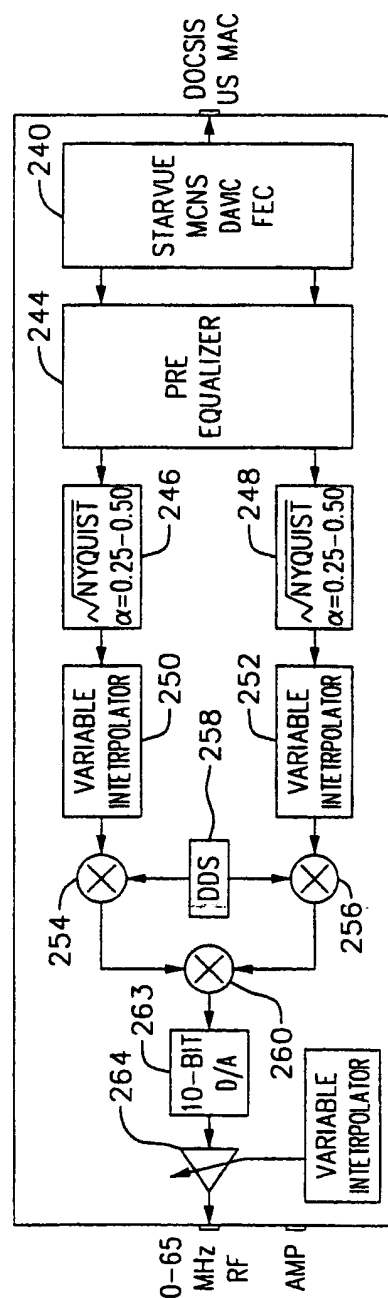 0-65
MHz
RF
AMP
264
263
10-BIT
D/A
VARIABLE
INTETRPOLATOR
260
254
256
258
DDS
250
VARIABLE
INTETRPOLATOR
252
VARIABLE
INTETRPOLATOR
246
√NYQUIST
α=0.25-0.50
248
√NYQUIST
α=0.25-0.50
244
PRE
EQUALIZER
240
STARVUE
MCNS
DAVIC
FEC
DOCSIS
US MAC